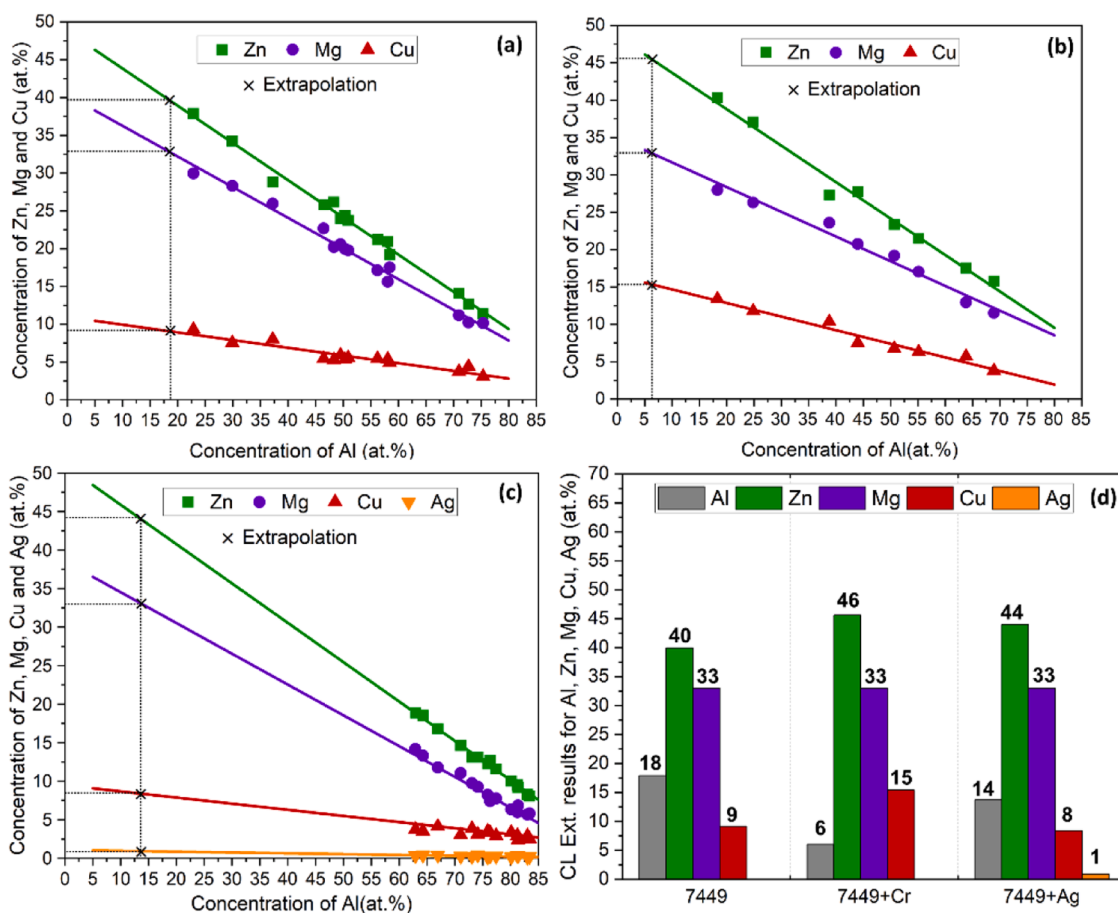 Concentration of Zn, Mg and Cu (at.%)
50
45
40
35
30
25
20
15
10
5
0
Zn Mg Cu
× Extrapolation
(a)
0 5 10 15 20 25 30 35 40 45 50 55 60 65 70 75 80 85
Concentration of Al (at.%)
Concentration of Zn, Mg and Cu (at.%)
50
45
40
35
30
25
20
15
10
5
0
Zn Mg Cu
× Extrapolation
(b)
0 5 10 15 20 25 30 35 40 45 50 55 60 65 70 75 80 85
Concentration of Al(at.%)
Concentration of Zn, Mg, Cu and Ag (at.%)
50
45
40
35
30
25
20
15
10
5
0
(c)
Zn Mg Cu Ag
× Extrapolation
0 5 10 15 20 25 30 35 40 45 50 55 60 65 70 75 80 85
Concentration of Al(at.%)
CL Ext. results for Al, Zn, Mg, Cu, Ag (at.%)
70
65
60
55
50
45
40
35
30
25
20
15
10
5
0
Al Zn Mg Cu Ag
(d)
18 40 33 9
6 46 33 15
14 44 33 8 1
7449 7449+Cr 7449+Ag